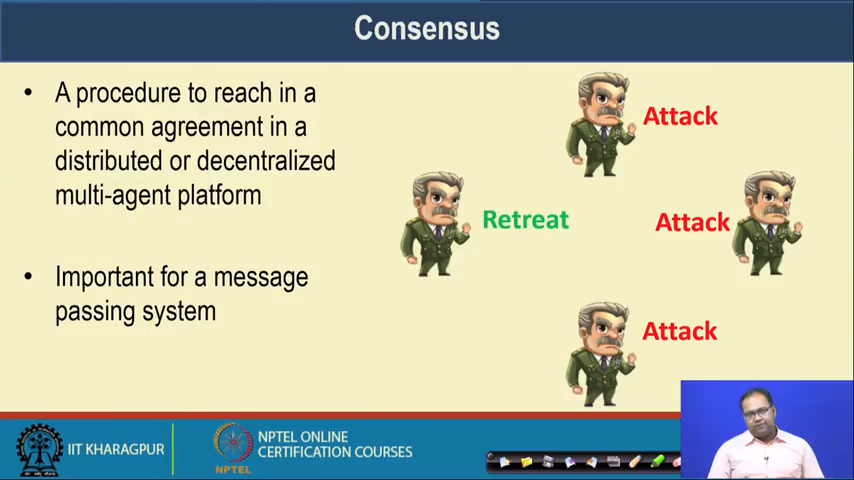 Consensus
• A procedure to reach in a
common agreement in a
distributed or decentralized
multi-agent platform
• Important for a message
passing system
Attack
Retreat
Attack
Attack
IIT KHARAGPUR
NPTEL
NPTEL ONLINE
CERTIFICATION COURSES